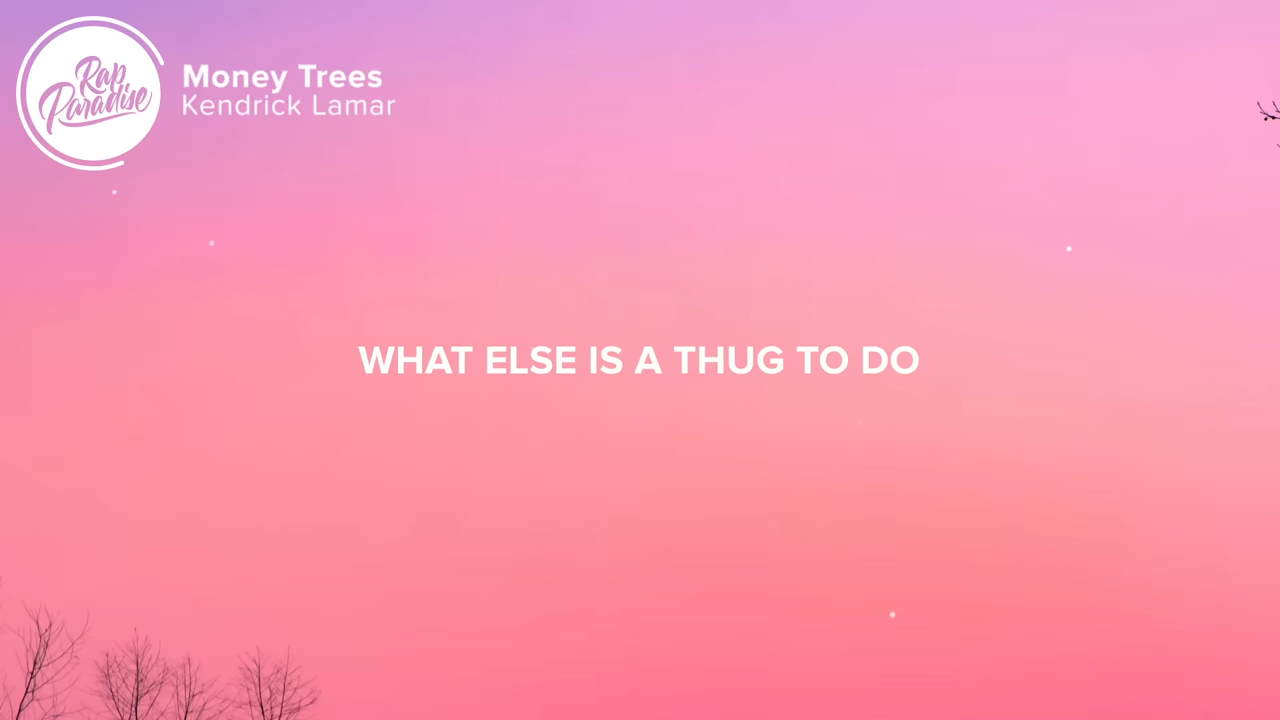 Rap
Paradise
Money Trees
Kendrick Lamar
WHAT ELSE IS A THUG TO DO